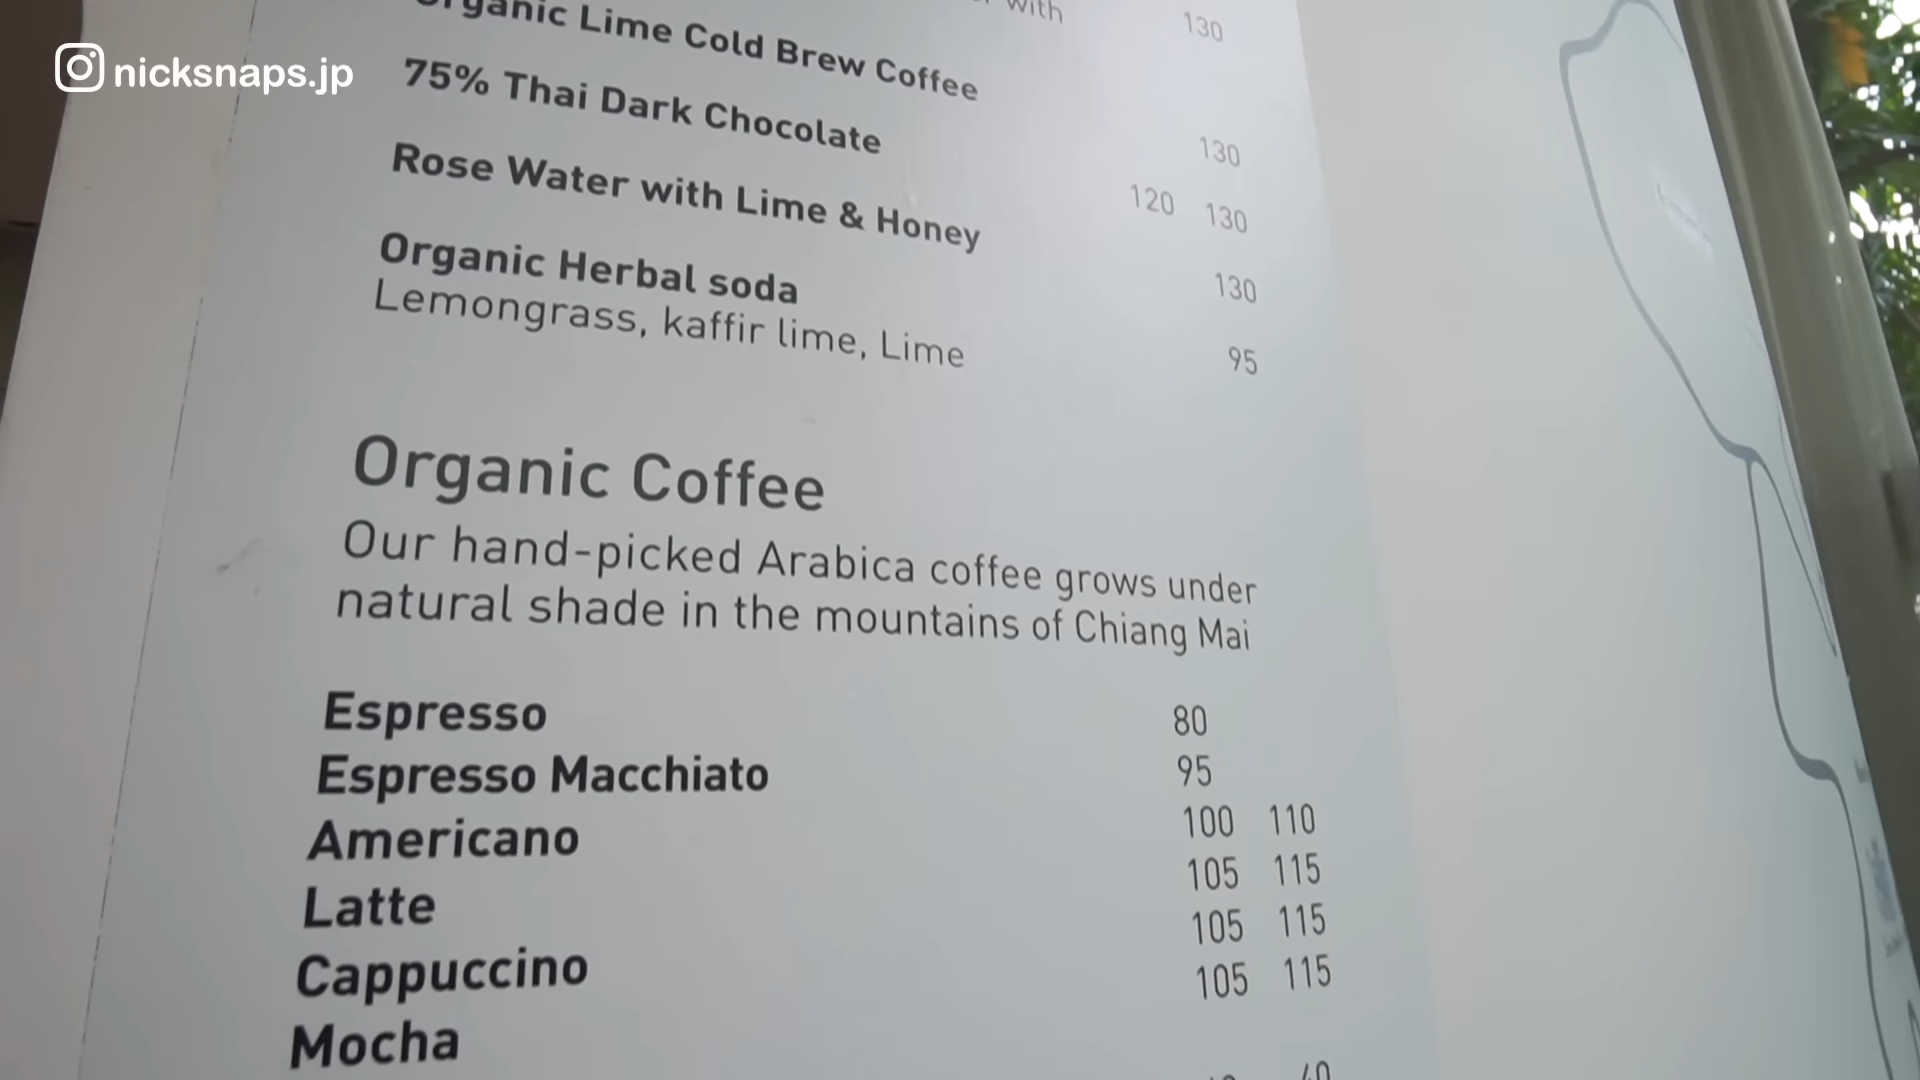 nicksnaps.jp
with 130
Organic Lime Cold Brew Coffee 130
75% Thai Dark Chocolate 120 130
Rose Water with Lime & Honey 130
Organic Herbal soda 95
Lemongrass, kaffir lime, Lime
Organic Coffee
Our hand-picked Arabica coffee grows under
natural shade in the mountains of Chiang Mai
Espresso 80
Espresso Macchiato 95
Americano 100 110
Latte 105 115
Cappuccino 105 115
Mocha 105 115